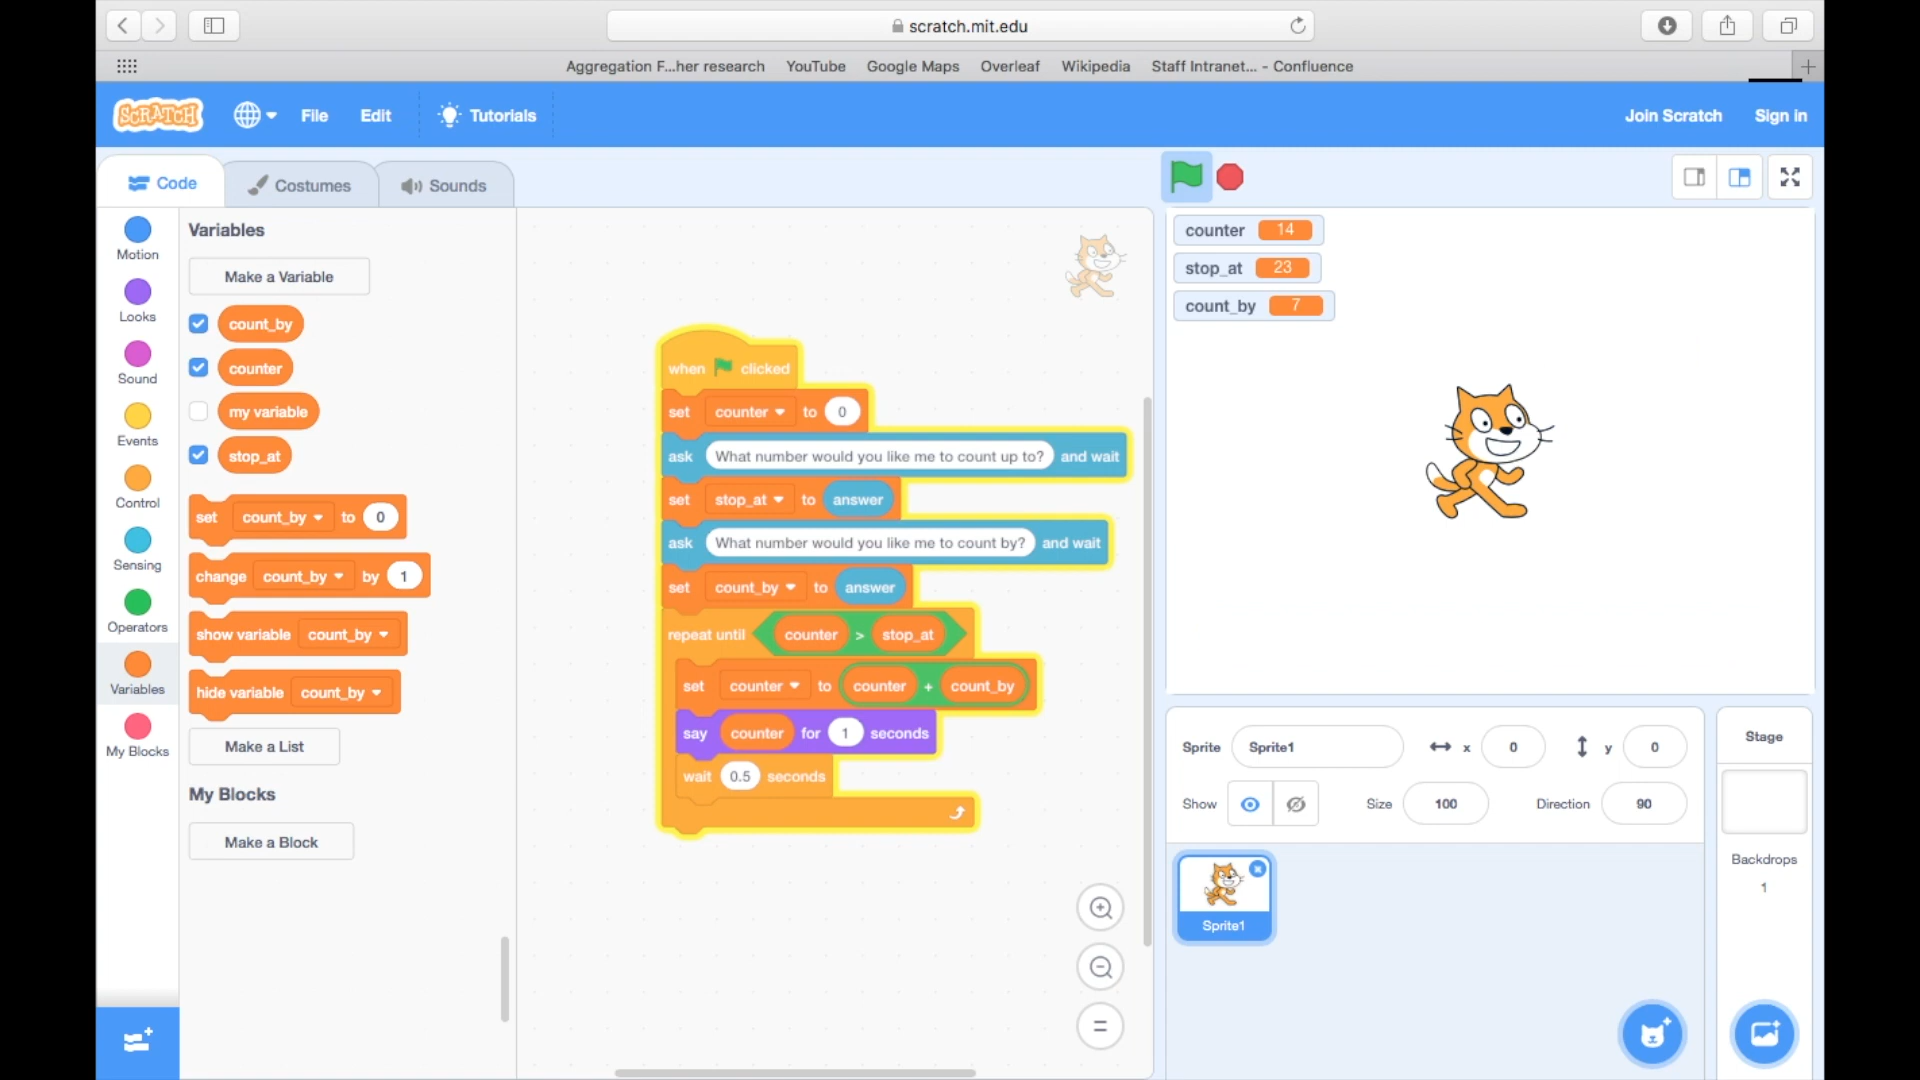 scratch.mit.edu
Aggregation F...her research YouTube Google Maps Overleaf Wikipedia Staff Intranet... - Confluence
SCRATCH File Edit Tutorials Join Scratch Sign in
Code Costumes Sounds
Motion
Looks
Sound
Events
Control
Sensing
Operators
Variables
My Blocks
Variables
Make a Variable
count_by
counter
my variable
stop_at
set count_by to 0
change count_by by 1
show variable count_by
hide variable count_by
Make a List
My Blocks
Make a Block
when clicked
set counter to 0
ask What number would you like me to count up to? and wait
set stop_at to answer
ask What number would you like me to count by? and wait
set count_by to answer
repeat until counter > stop_at
set counter to counter + count_by
say counter for 1 seconds
wait 0.5 seconds
counter 14
stop_at 23
count_by 7
Sprite Sprite1 x 0 y 0
Show Size 100 Direction 90
Sprite1
Stage
Backdrops
1